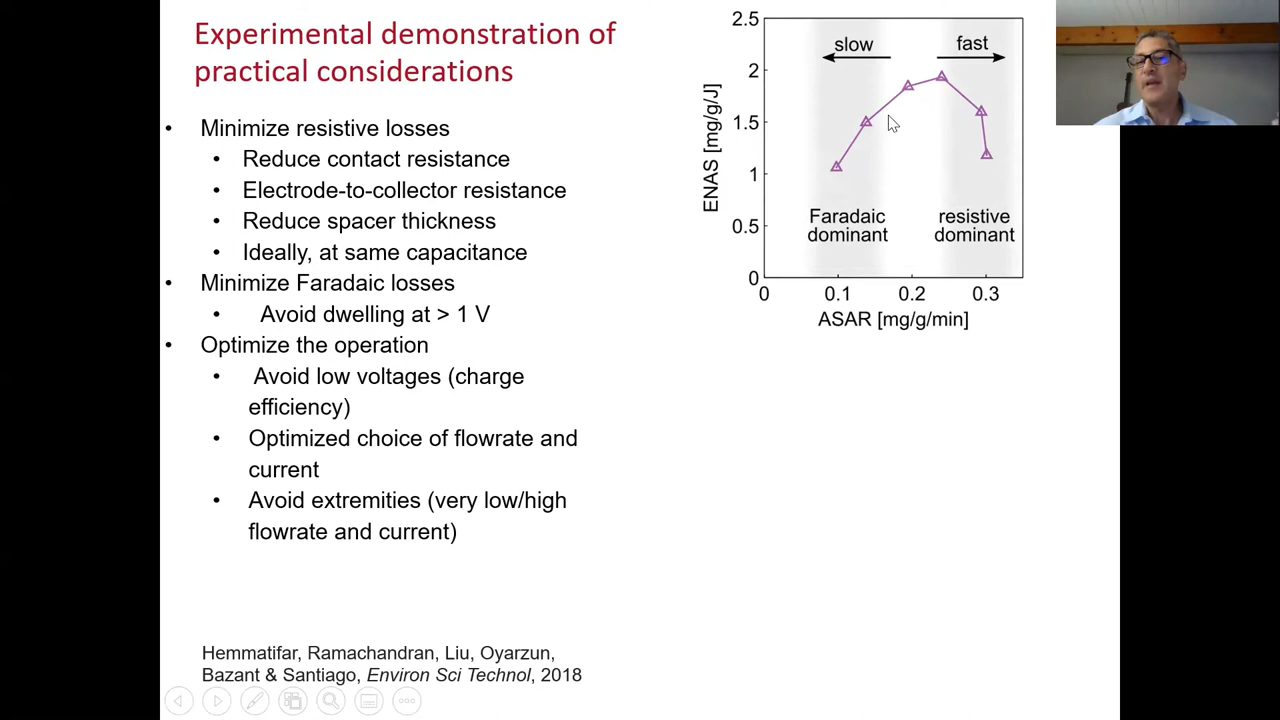 Experimental demonstration of
practical considerations
• Minimize resistive losses
• Reduce contact resistance
• Electrode-to-collector resistance
• Reduce spacer thickness
• Ideally, at same capacitance
• Minimize Faradaic losses
• Avoid dwelling at > 1 V
• Optimize the operation
• Avoid low voltages (charge
efficiency)
• Optimized choice of flowrate and
current
• Avoid extremities (very low/high
flowrate and current)
Hemmatifar, Ramachandran, Liu, Oyarzun,
Bazant & Santiago, Environ Sci Technol, 2018
ENAS [mg/g/J]
2.5
2
1.5
1
0.5
0
slow
fast
Faradaic
dominant
resistive
dominant
0 0.1 0.2 0.3
ASAR [mg/g/min]